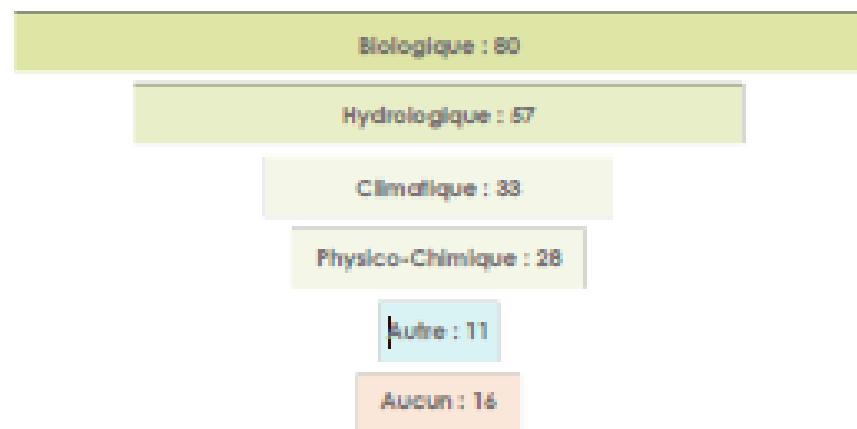 Biologique : 80
Hydrologique : 57
Climatique : 33
Physico-Chimique : 28
Autre : 11
Aucun : 16